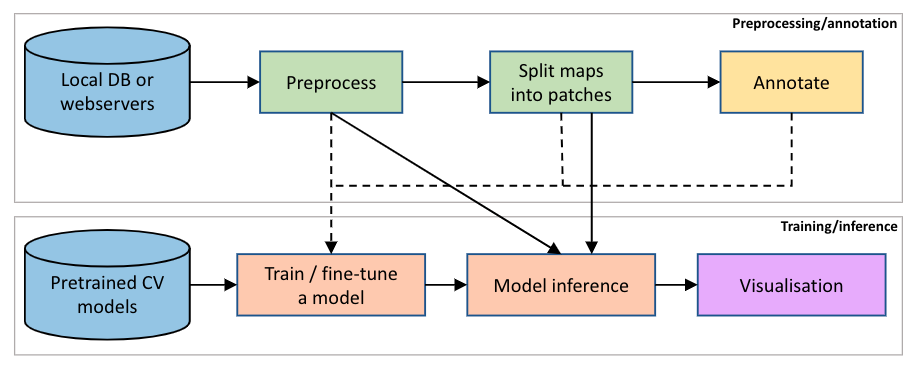 Preprocessing/annotation
Local DB or
webservers
Preprocess
Split maps
into patches
Annotate
Training/inference
Pretrained CV
models
Train / fine-tune
a model
Model inference
Visualisation